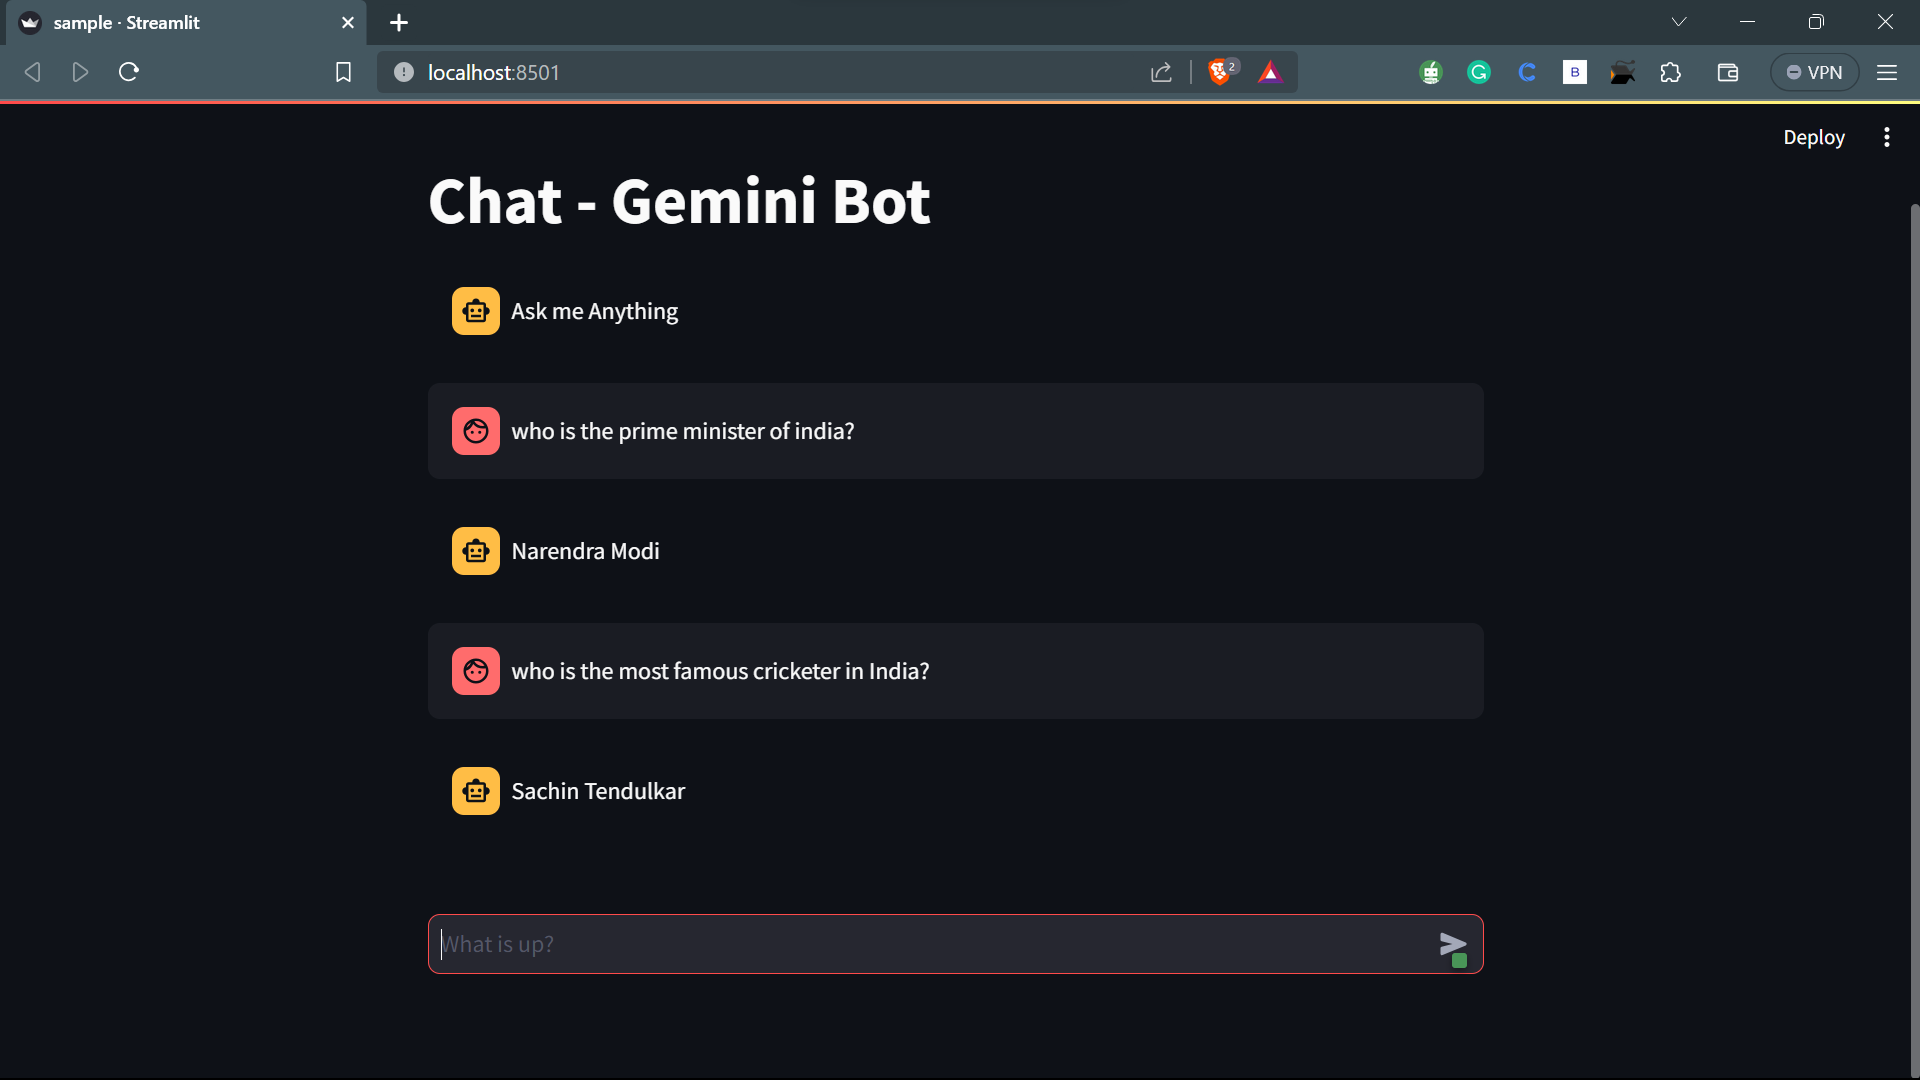 sample · Streamlit
localhost:8501
2
B
VPN
Deploy
Chat - Gemini Bot
Ask me Anything
who is the prime minister of india?
Narendra Modi
who is the most famous cricketer in India?
Sachin Tendulkar
What is up?